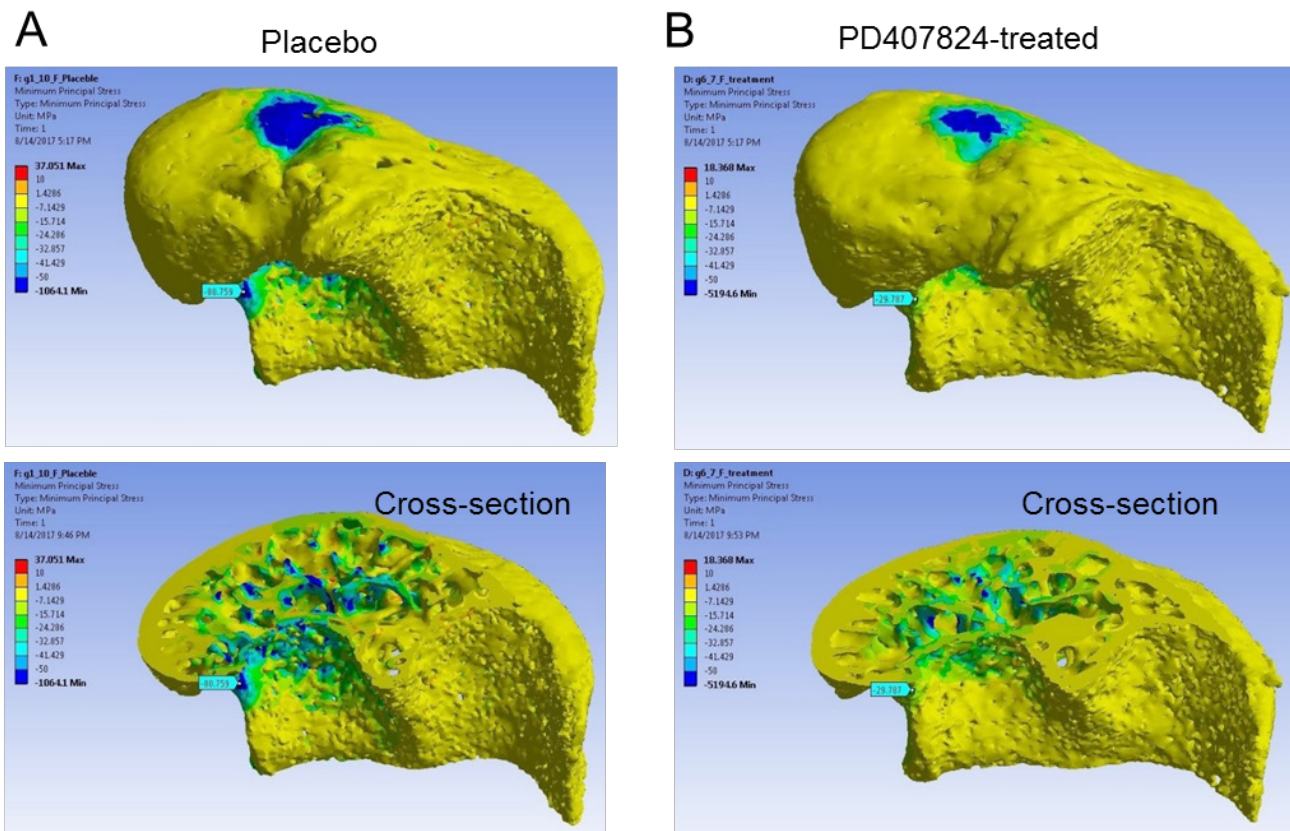 A
Placebo
F: g1_10_F_Placeble
Minimum Principal Stress
Type: Minimum Principal Stress
Unit: MPa
Time: 1
8/14/2017 5:17 PM
37.051 Max
10
1.4286
-7.1429
-15.714
-24.286
-32.857
-41.429
-50
-1064.1 Min
-80.759
F: g1_10_F_Placeble
Minimum Principal Stress
Type: Minimum Principal Stress
Unit: MPa
Time: 1
8/14/2017 9:46 PM
Cross-section
37.051 Max
10
1.4286
-7.1429
-15.714
-24.286
-32.857
-41.429
-50
-1064.1 Min
-80.759
B
PD407824-treated
D: g6_7_F_treatment
Minimum Principal Stress
Type: Minimum Principal Stress
Unit: MPa
Time: 1
8/14/2017 5:17 PM
18.368 Max
10
1.4286
-7.1429
-15.714
-24.286
-32.857
-41.429
-50
-5194.6 Min
-29.787
D: g6_7_F_treatment
Minimum Principal Stress
Type: Minimum Principal Stress
Unit: MPa
Time: 1
8/14/2017 9:53 PM
Cross-section
18.368 Max
10
1.4286
-7.1429
-15.714
-24.286
-32.857
-41.429
-50
-5194.6 Min
-29.787